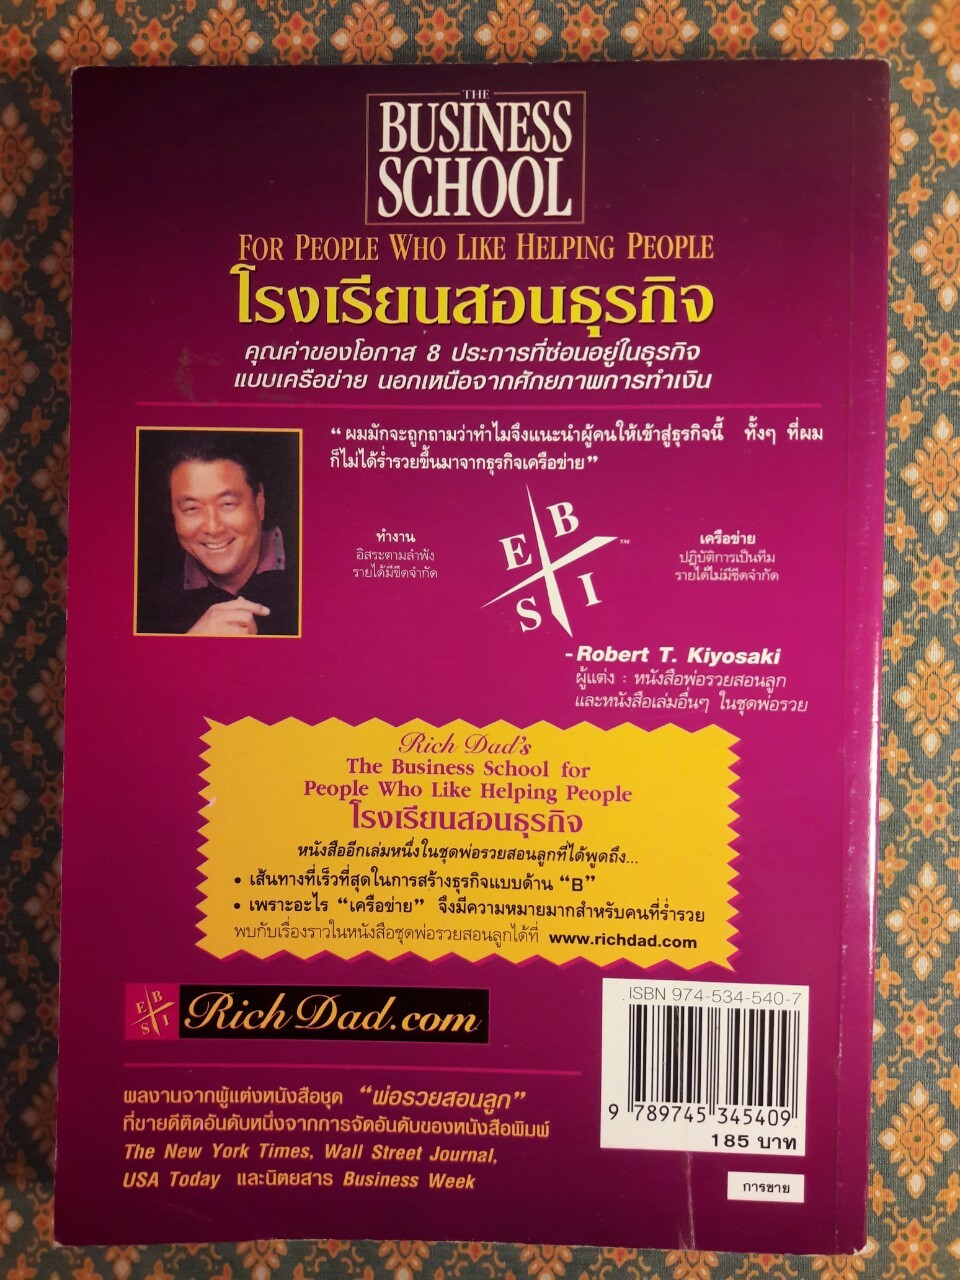 THE
BUSINESS
SCHOOL
FOR PEOPLE WHO LIKE HELPING PEOPLE
โรงเรียนสอนธุรกิจ
คุณค่าของโอกาส 8 ประการที่ซ่อนอยู่ในธุรกิจ
แบบเครือข่าย นอกเหนือจากศักยภาพการทำเงิน
“ ผมมักจะถูกถามว่าทำไมจึงแนะนำผู้คนให้เข้าสู่ธุรกิจนี้ ทั้งๆ ที่ผม
ก็ไม่ได้ร่ำรวยขึ้นมาจากธุรกิจเครือข่าย”
ทำงาน
อิสระตามลำพัง
รายได้มีขีดจำกัด
E B
S I
™
เครือข่าย
ปฏิบัติการเป็นทีม
รายได้ไม่มีขีดจำกัด
- Robert T. Kiyosaki
ผู้แต่ง : หนังสือพ่อรวยสอนลูก
และหนังสือเล่มอื่นๆ ในชุดพ่อรวย
Rich Dad's
The Business School for
People Who Like Helping People
โรงเรียนสอนธุรกิจ
หนังสืออีกเล่มหนึ่งในชุดพ่อรวยสอนลูกที่ได้พูดถึง...
• เส้นทางที่เร็วที่สุดในการสร้างธุรกิจแบบด้าน “B”
• เพราะอะไร “เครือข่าย” จึงมีความหมายมากสำหรับคนที่ร่ำรวย
พบกับเรื่องราวในหนังสือชุดพ่อรวยสอนลูกได้ที่ www.richdad.com
E B
S I
Rich Dad.com
ISBN 974-534-540-7
9 789745 345409
185 บาท
การขาย
ผลงานจากผู้แต่งหนังสือชุด “พ่อรวยสอนลูก”
ที่ขายดีติดอันดับหนึ่งจากการจัดอันดับของหนังสือพิมพ์
The New York Times, Wall Street Journal,
USA Today และนิตยสาร Business Week